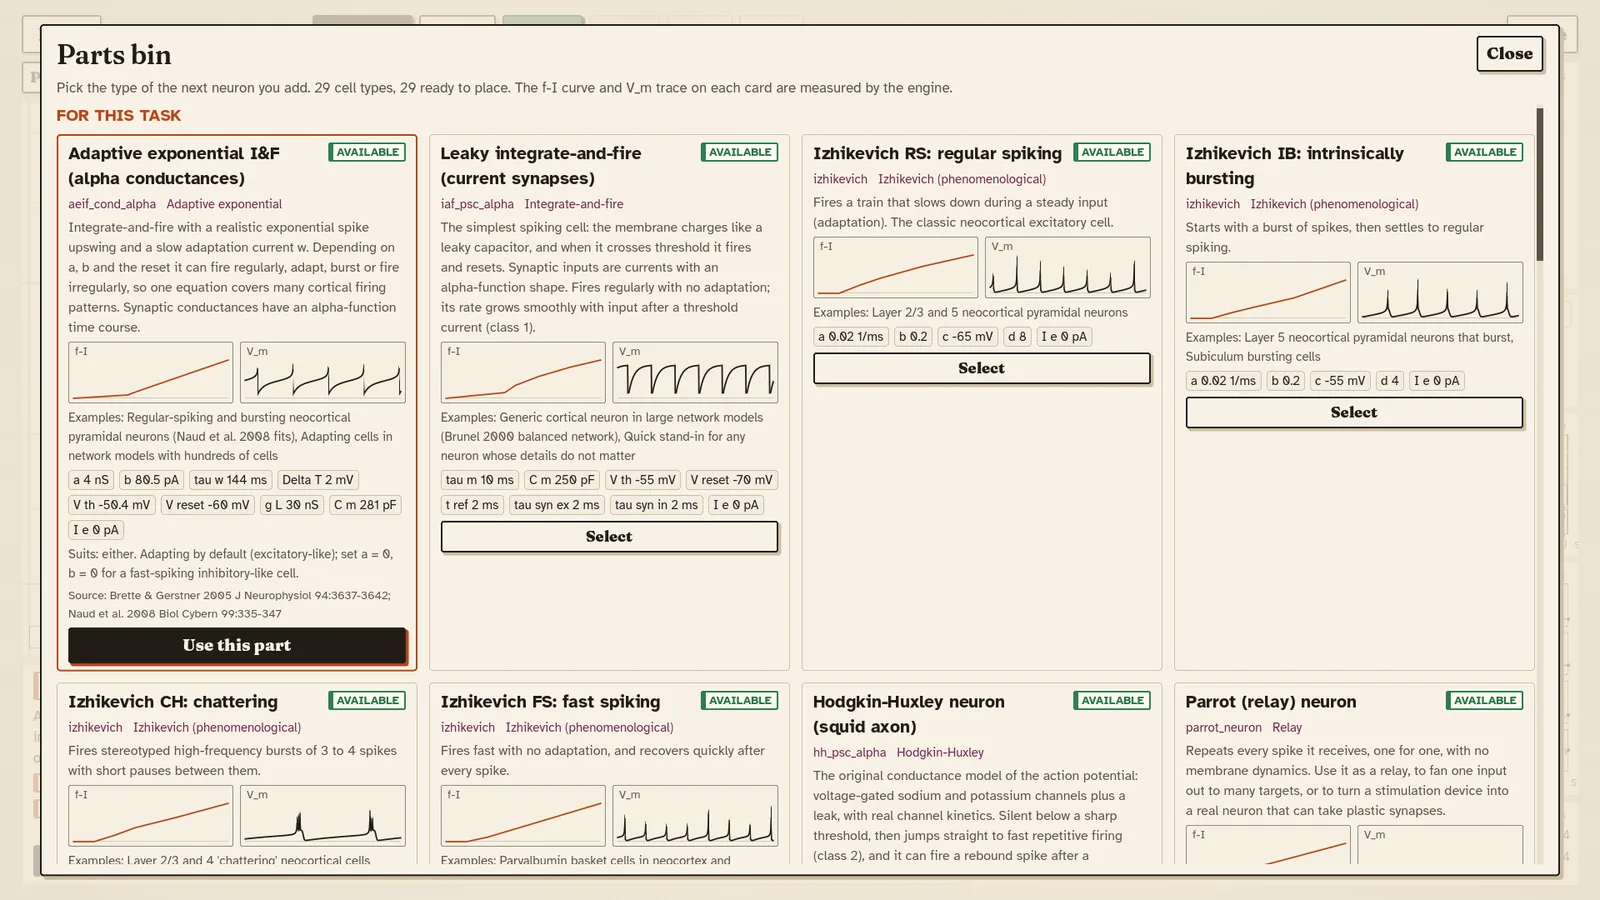 Parts bin
Close
Pick the type of the next neuron you add. 29 cell types, 29 ready to place. The f-I curve and V_m trace on each card are measured by the engine.
FOR THIS TASK
Adaptive exponential I&F
(alpha conductances)
AVAILABLE
aeif_cond_alpha Adaptive exponential
Integrate-and-fire with a realistic exponential spike
upswing and a slow adaptation current w. Depending on
a, b and the reset it can fire regularly, adapt, burst or fire
irregularly, so one equation covers many cortical firing
patterns. Synaptic conductances have an alpha-function
time course.
f-I
V_m
Examples: Regular-spiking and bursting neocortical
pyramidal neurons (Naud et al. 2008 fits), Adapting cells in
network models with hundreds of cells
a 4 nS b 80.5 pA tau w 144 ms Delta T 2 mV
V th -50.4 mV V reset -60 mV g L 30 nS C m 281 pF
I e 0 pA
Suits: either. Adapting by default (excitatory-like); set a = 0,
b = 0 for a fast-spiking inhibitory-like cell.
Source: Brette & Gerstner 2005 J Neurophysiol 94:3637-3642;
Naud et al. 2008 Biol Cybern 99:335-347
Use this part
Leaky integrate-and-fire
(current synapses)
AVAILABLE
iaf_psc_alpha Integrate-and-fire
The simplest spiking cell: the membrane charges like a
leaky capacitor, and when it crosses threshold it fires
and resets. Synaptic inputs are currents with an
alpha-function shape. Fires regularly with no adaptation;
its rate grows smoothly with input after a threshold
current (class 1).
f-I
V_m
Examples: Generic cortical neuron in large network models
(Brunel 2000 balanced network), Quick stand-in for any
neuron whose details do not matter
tau m 10 ms C m 250 pF V th -55 mV V reset -70 mV
t ref 2 ms tau syn ex 2 ms tau syn in 2 ms I e 0 pA
Select
Izhikevich RS: regular spiking
AVAILABLE
izhikevich Izhikevich (phenomenological)
Fires a train that slows down during a steady input
(adaptation). The classic neocortical excitatory cell.
f-I
V_m
Examples: Layer 2/3 and 5 neocortical pyramidal neurons
a 0.02 1/ms b 0.2 c -65 mV d 8 I e 0 pA
Select
Izhikevich IB: intrinsically
bursting
AVAILABLE
izhikevich Izhikevich (phenomenological)
Starts with a burst of spikes, then settles to regular
spiking.
f-I
V_m
Examples: Layer 5 neocortical pyramidal neurons that burst,
Subiculum bursting cells
a 0.02 1/ms b 0.2 c -55 mV d 4 I e 0 pA
Select
Izhikevich CH: chattering
AVAILABLE
izhikevich Izhikevich (phenomenological)
Fires stereotyped high-frequency bursts of 3 to 4 spikes
with short pauses between them.
f-I
V_m
Examples: Layer 2/3 and 4 'chattering' neocortical cells
Izhikevich FS: fast spiking
AVAILABLE
izhikevich Izhikevich (phenomenological)
Fires fast with no adaptation, and recovers quickly after
every spike.
f-I
V_m
Examples: Parvalbumin basket cells in neocortex and
Hodgkin-Huxley neuron
(squid axon)
AVAILABLE
hh_psc_alpha Hodgkin-Huxley
The original conductance model of the action potential:
voltage-gated sodium and potassium channels plus a
leak, with real channel kinetics. Silent below a sharp
threshold, then jumps straight to fast repetitive firing
(class 2), and it can fire a rebound spike after a
Parrot (relay) neuron
AVAILABLE
parrot_neuron Relay
Repeats every spike it receives, one for one, with no
membrane dynamics. Use it as a relay, to fan one input
out to many targets, or to turn a stimulation device into
a real neuron that can take plastic synapses.
f-I
V_m